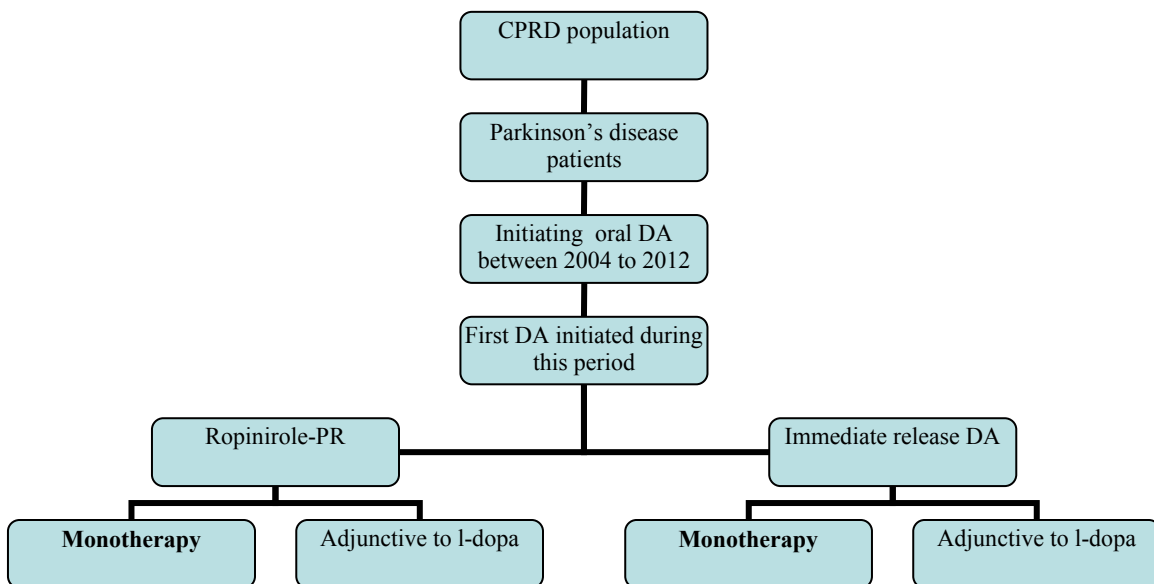 CPRD population
Parkinson’s disease
patients
Initiating oral DA
between 2004 to 2012
First DA initiated during
this period
Ropinirole-PR
Immediate release DA
Monotherapy
Adjunctive to l-dopa
Monotherapy
Adjunctive to l-dopa